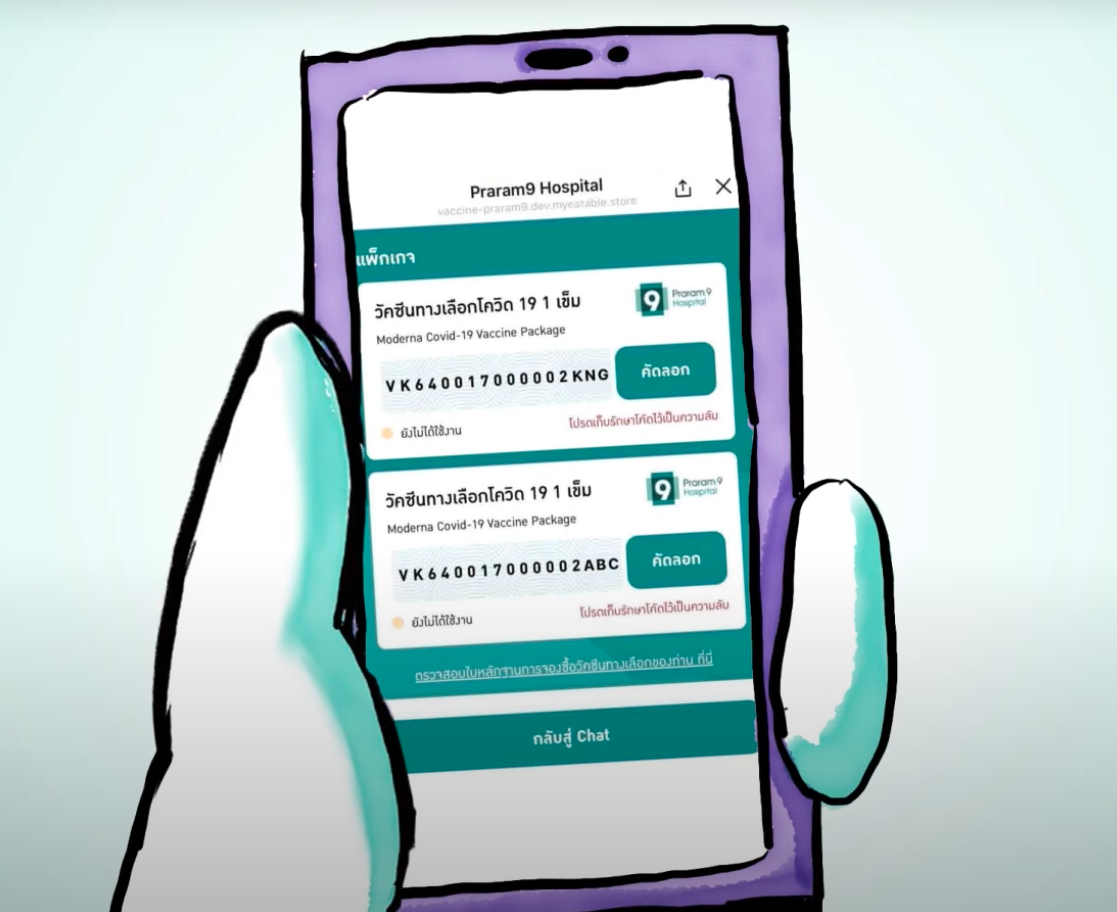 Praram9 Hospital
vaccine-praram9.dev.myeatable.store
แพ็กเกจ
วัคซีนทางเลือกโควิด 19 1 เข็ม
9 Praram 9 Hospital
Moderna Covid-19 Vaccine Package
VK640017000002KNG
คัดลอก
ยังไม่ได้ใช้งาน
โปรดเก็บรักษาโค้ดไว้เป็นความลับ
วัคซีนทางเลือกโควิด 19 1 เข็ม
9 Praram 9 Hospital
Moderna Covid-19 Vaccine Package
VK640017000002ABC
คัดลอก
ยังไม่ได้ใช้งาน
โปรดเก็บรักษาโค้ดไว้เป็นความลับ
ตรวจสอบใบหลักฐานการจองซื้อวัคซีนทางเลือกของท่าน ที่นี่
กลับสู่ Chat